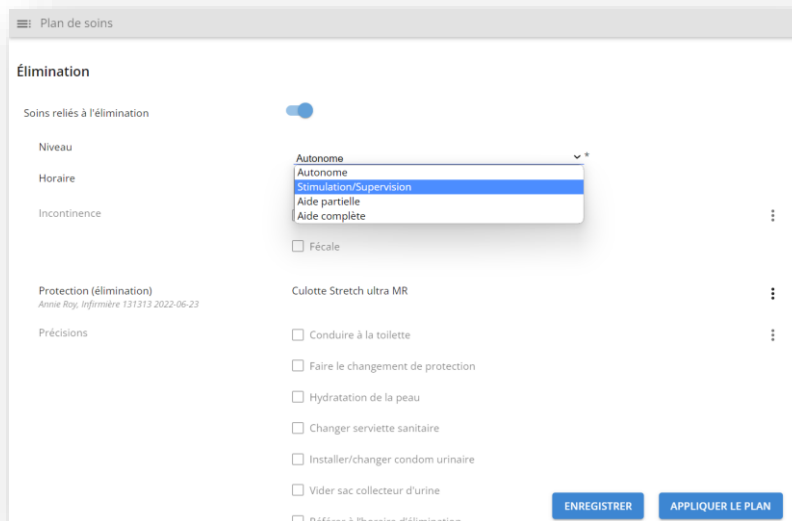 Plan de soins
Élimination
Soins reliés à l'élimination
Niveau
Autonome *
Autonome
Horaire
Stimulation/Supervision
Aide partielle
Incontinence
Aide complète
Fécale
Protection (élimination)
Culotte Stretch ultra MR
Annie Roy, Infirmière 131313 2022-06-23
Précisions
Conduire à la toilette
Faire le changement de protection
Hydratation de la peau
Changer serviette sanitaire
Installer/changer condom urinaire
Vider sac collecteur d'urine
ENREGISTRER
APPLIQUER LE PLAN
Référer à l'horaire d'élimination